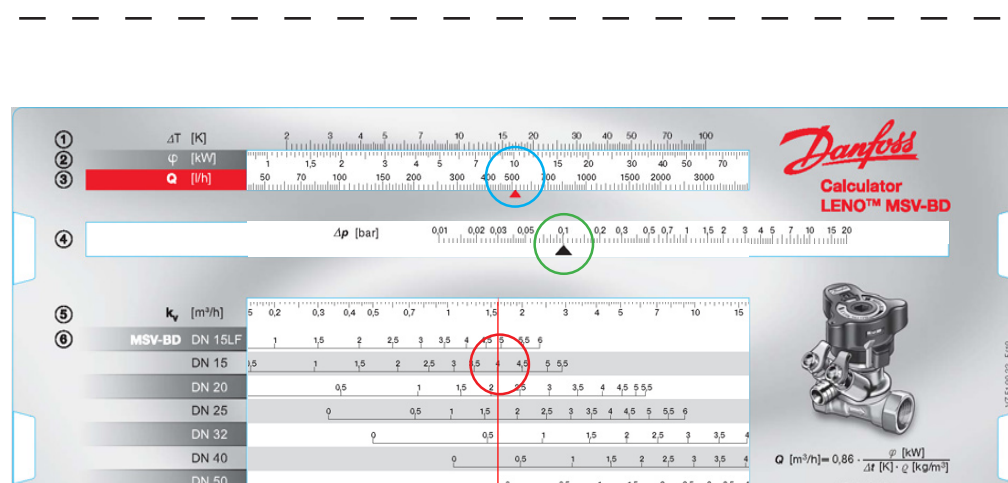 ① ΔT [K] 2 3 4 5 7 10 15 20 30 40 50 70 100
② φ [kW] 1 1,5 2 3 4 5 7 10 15 20 30 40 50 70
③ Q [l/h] 50 70 100 150 200 300 400 500 700 1000 1500 2000 3000
Danfoss
Calculator
LENO™ MSV-BD
④ Δp [bar] 0,01 0,02 0,03 0,05 0,1 0,2 0,3 0,5 0,7 1 1,5 2 3 4 5 7 10 15 20
⑤ kv [m³/h] 0,2 0,3 0,4 0,5 0,7 1 1,5 2 3 4 5 7 10 15
⑥ MSV-BD DN 15LF 1 1,5 2 2,5 3 3,5 4 4,5 5 5,5 6
DN 15 1 1,5 2 2,5 3 3,5 4 4,5 5 5,5
DN 20 0,5 1 1,5 2 2,5 3 3,5 4 4,5 5 5,5
DN 25 0 0,5 1 1,5 2 2,5 3 3,5 4 4,5 5 5,5 6
DN 32 0 0,5 1 1,5 2 2,5 3 3,5 4
DN 40 0 0,5 1 1,5 2 2,5 3 3,5 4
DN 50
Q [m³/h]= 0,86 · φ [kW]
Δt [K] · ϱ [kg/m³]